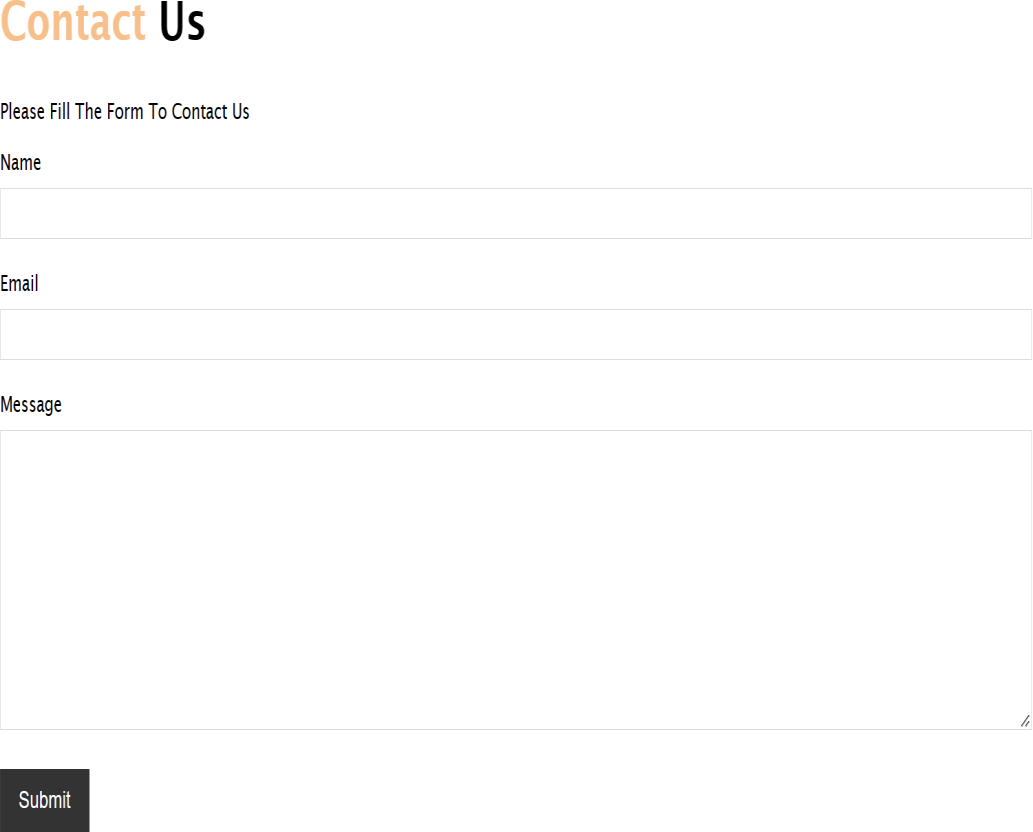 Contact Us
Please Fill The Form To Contact Us
Name
Email
Message
Submit